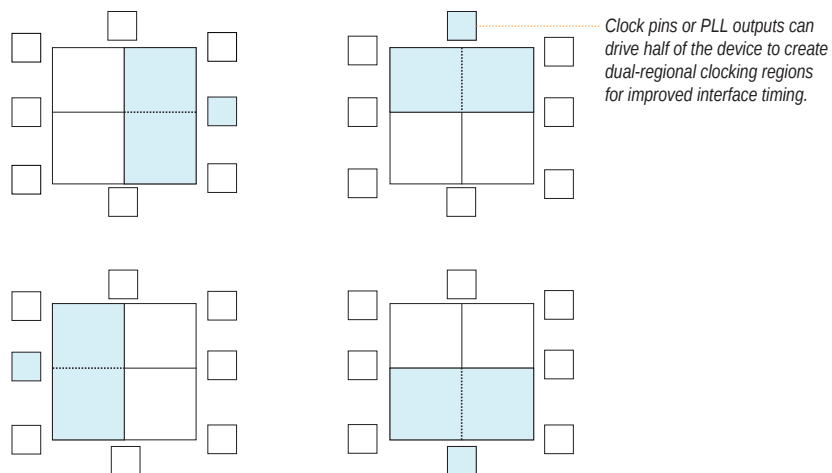 Clock pins or PLL outputs can
drive half of the device to create
dual-regional clocking regions
for improved interface timing.